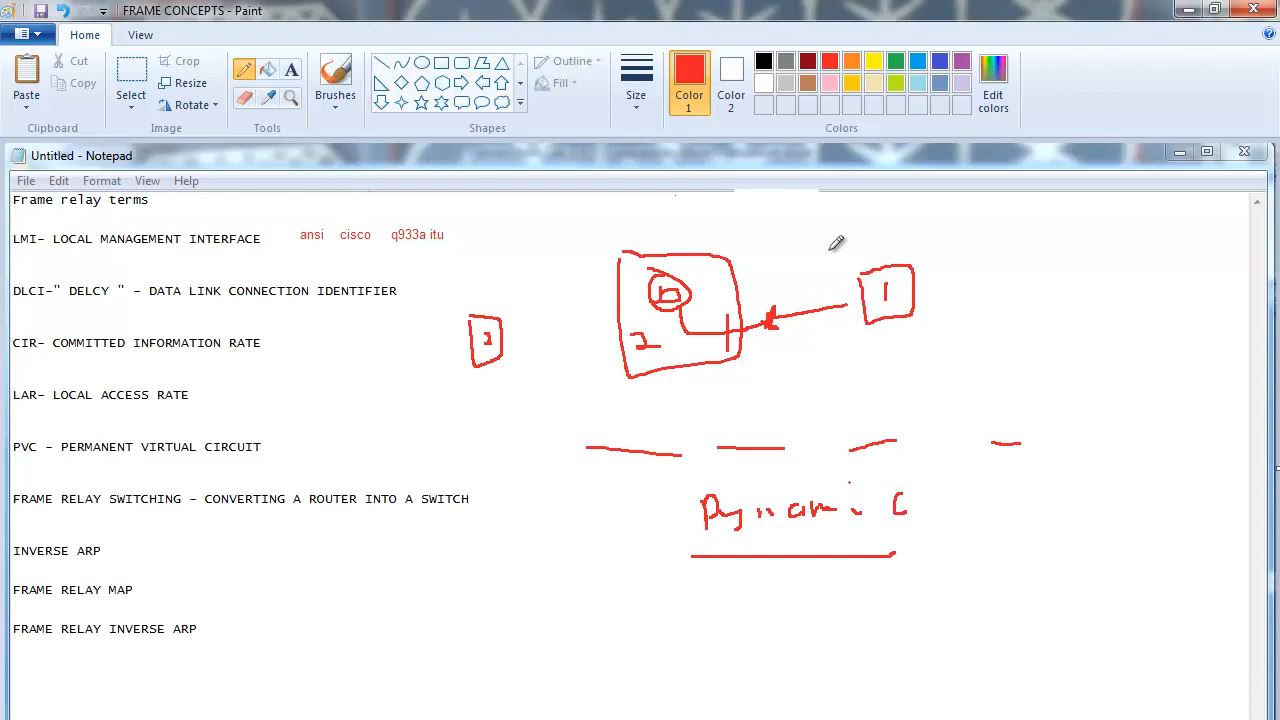 FRAME CONCEPTS - Paint
Home View
Paste
Cut
Copy
Clipboard
Select
Crop
Resize
Rotate
Image
A
Tools
Brushes
Shapes
Outline
Fill
Size
Color 1
Color 2
Edit colors
Colors
Untitled - Notepad
File Edit Format View Help
Frame relay terms
LMI- LOCAL MANAGEMENT INTERFACE ansi cisco q933a itu
DLCI-" DELCY " - DATA LINK CONNECTION IDENTIFIER
CIR- COMMITTED INFORMATION RATE
LAR- LOCAL ACCESS RATE
PVC - PERMANENT VIRTUAL CIRCUIT
FRAME RELAY SWITCHING - CONVERTING A ROUTER INTO A SWITCH
INVERSE ARP
FRAME RELAY MAP
FRAME RELAY INVERSE ARP
2
1
Dynamic